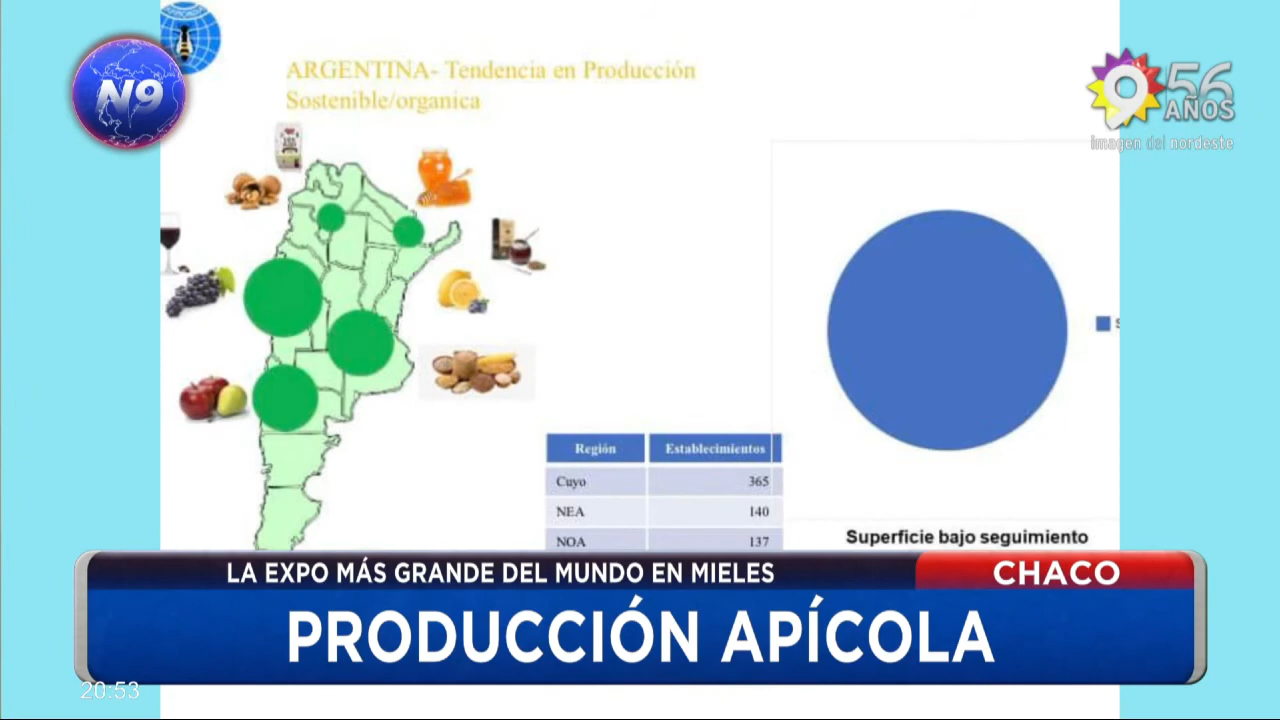 N9
ARGENTINA- Tendencia en Producción
Sostenible/organica
9 56
AÑOS
imagen del nordeste
Región Establecimientos
Cuyo 365
NEA 140
NOA 137
Superficie bajo seguimiento
LA EXPO MÁS GRANDE DEL MUNDO EN MIELES
CHACO
PRODUCCIÓN APÍCOLA
20:53